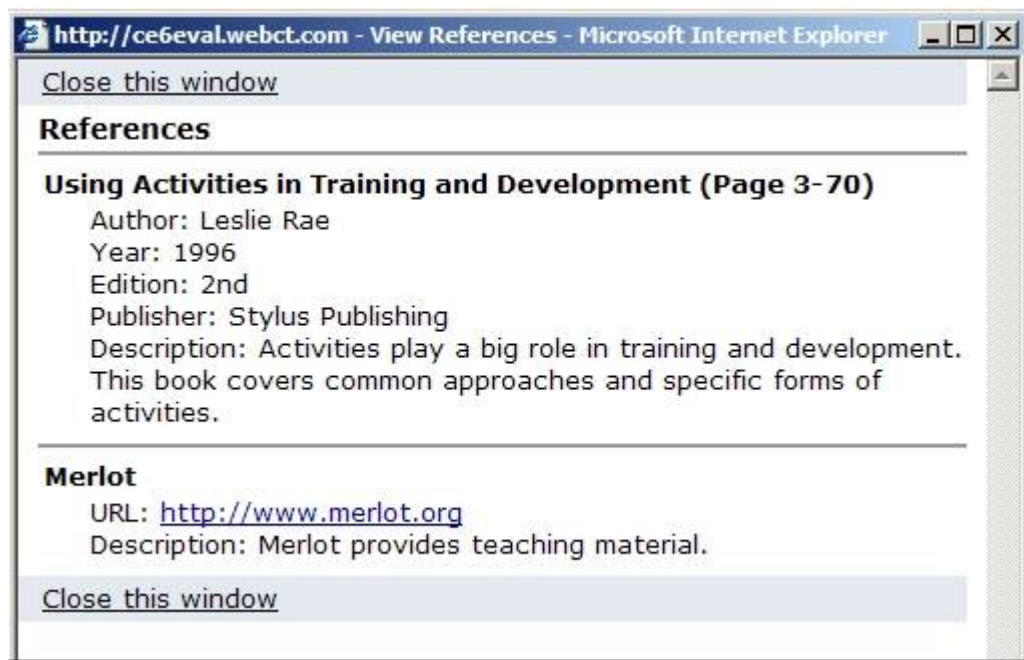 http://ce6eval.webct.com - View References - Microsoft Internet Explorer
Close this window
References
Using Activities in Training and Development (Page 3-70)
Author: Leslie Rae
Year: 1996
Edition: 2nd
Publisher: Stylus Publishing
Description: Activities play a big role in training and development.
This book covers common approaches and specific forms of
activities.
Merlot
URL: http://www.merlot.org
Description: Merlot provides teaching material.
Close this window